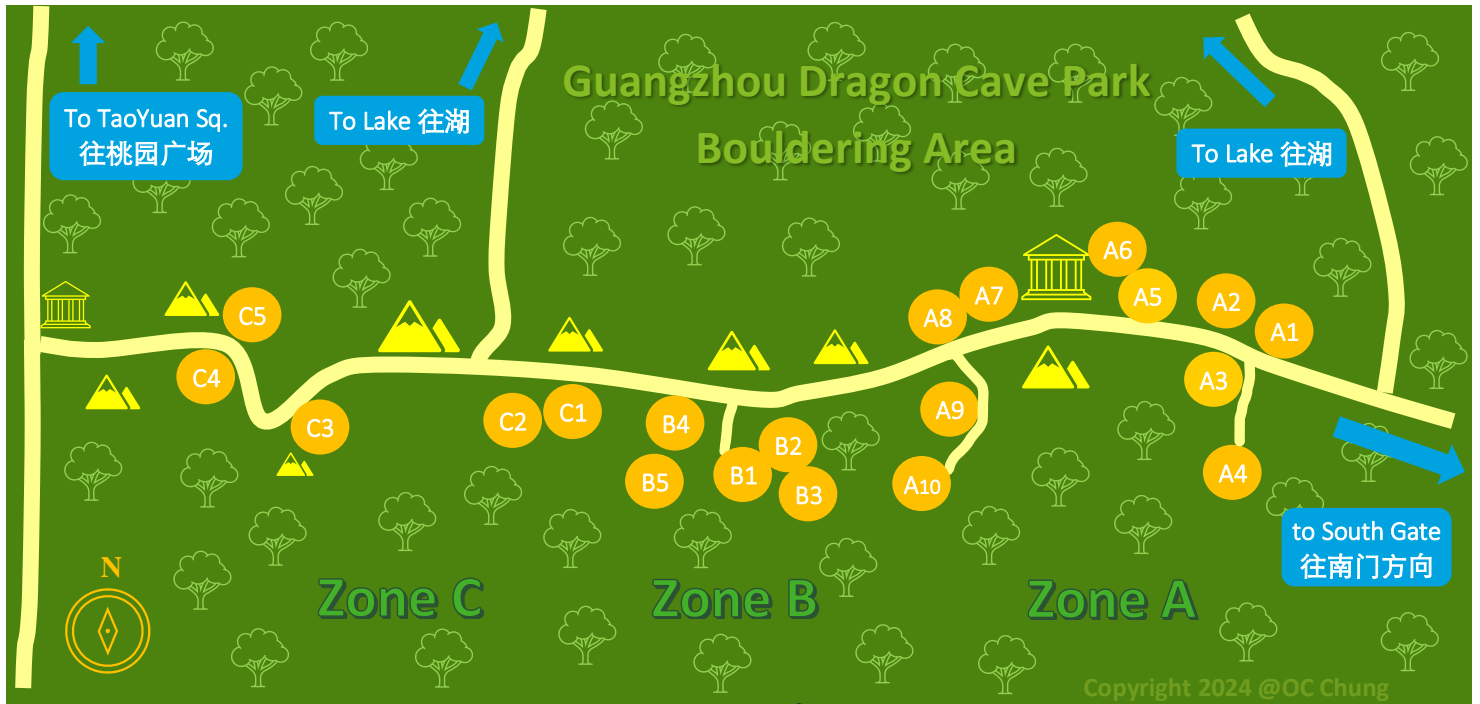 Guangzhou Dragon Cave Park
Bouldering Area
To TaoYuan Sq.
往桃园广场
To Lake 往湖
To Lake 往湖
A6
A5
A2
A1
A7
A8
C5
C4
C3
C2
C1
B4
B2
B1
B3
B5
A9
A10
A3
A4
to South Gate
往南门方向
N
Zone C
Zone B
Zone A
Copyright 2024 @OC Chung